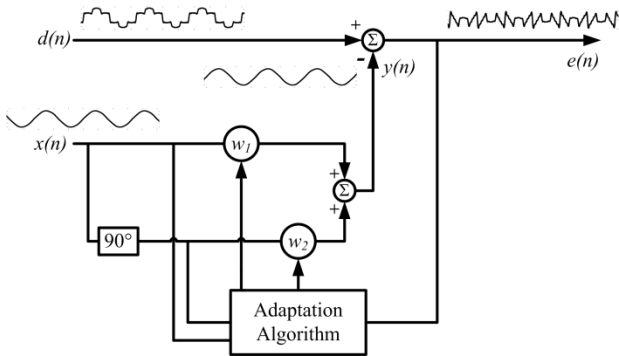 +
Σ
d(n)
-
y(n)
e(n)
x(n)
w1
+
Σ
+
90°
w2
Adaptation
Algorithm